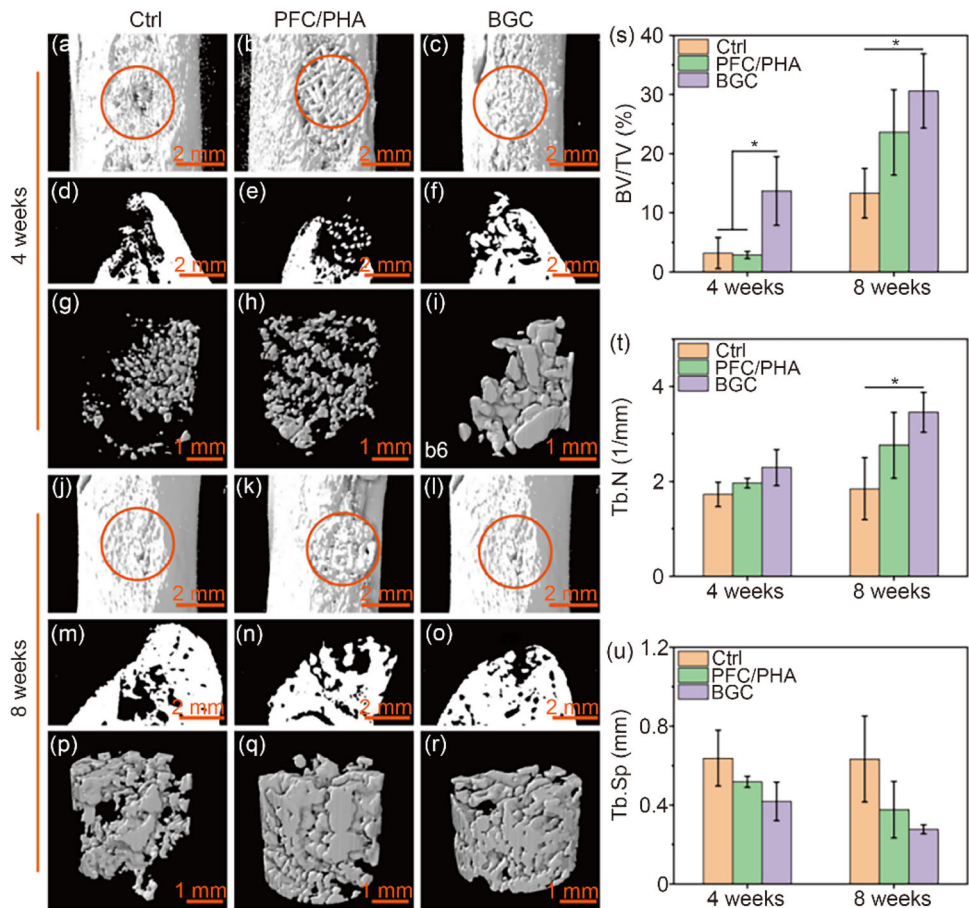 Ctrl PFC/PHA BGC
4 weeks
(a) (b) (c)
2 mm 2 mm 2 mm
(d) (e) (f)
2 mm 2 mm 2 mm
(g) (h) (i)
1 mm 1 mm b6 1 mm
8 weeks
(j) (k) (l)
2 mm 2 mm 2 mm
(m) (n) (o)
2 mm 2 mm 2 mm
(p) (q) (r)
1 mm 1 mm 1 mm
(s)
BV/TV (%)
40
30
20
10
0
Ctrl
PFC/PHA
BGC
*
*
4 weeks 8 weeks
(t)
Tb.N (1/mm)
4
2
0
Ctrl
PFC/PHA
BGC
*
4 weeks 8 weeks
(u)
Tb.Sp (mm)
1.2
0.8
0.4
0
Ctrl
PFC/PHA
BGC
4 weeks 8 weeks